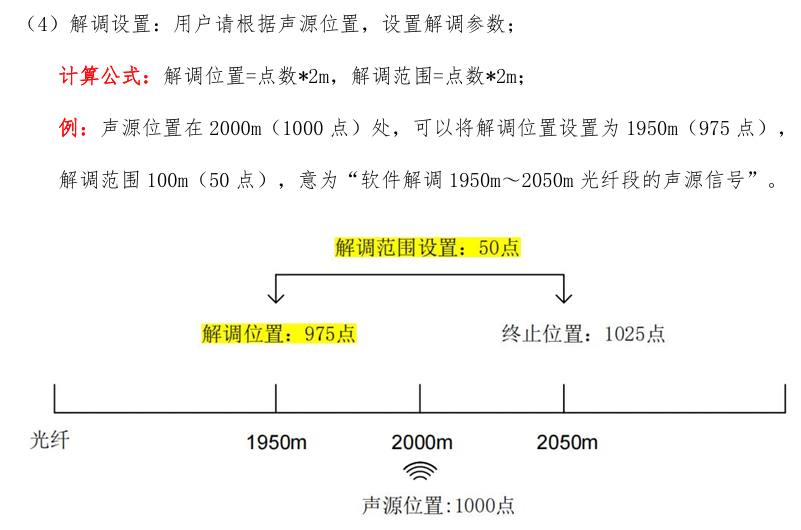 （4）解调设置：用户请根据声源位置，设置解调参数；
计算公式：解调位置=点数*2m，解调范围=点数*2m；
例：声源位置在 2000m（1000 点）处，可以将解调位置设置为 1950m（975 点），
解调范围 100m（50 点），意为“软件解调 1950m～2050m 光纤段的声源信号”。
解调范围设置：50点
解调位置：975点
终止位置：1025点
光纤
1950m
2000m
2050m
声源位置:1000点